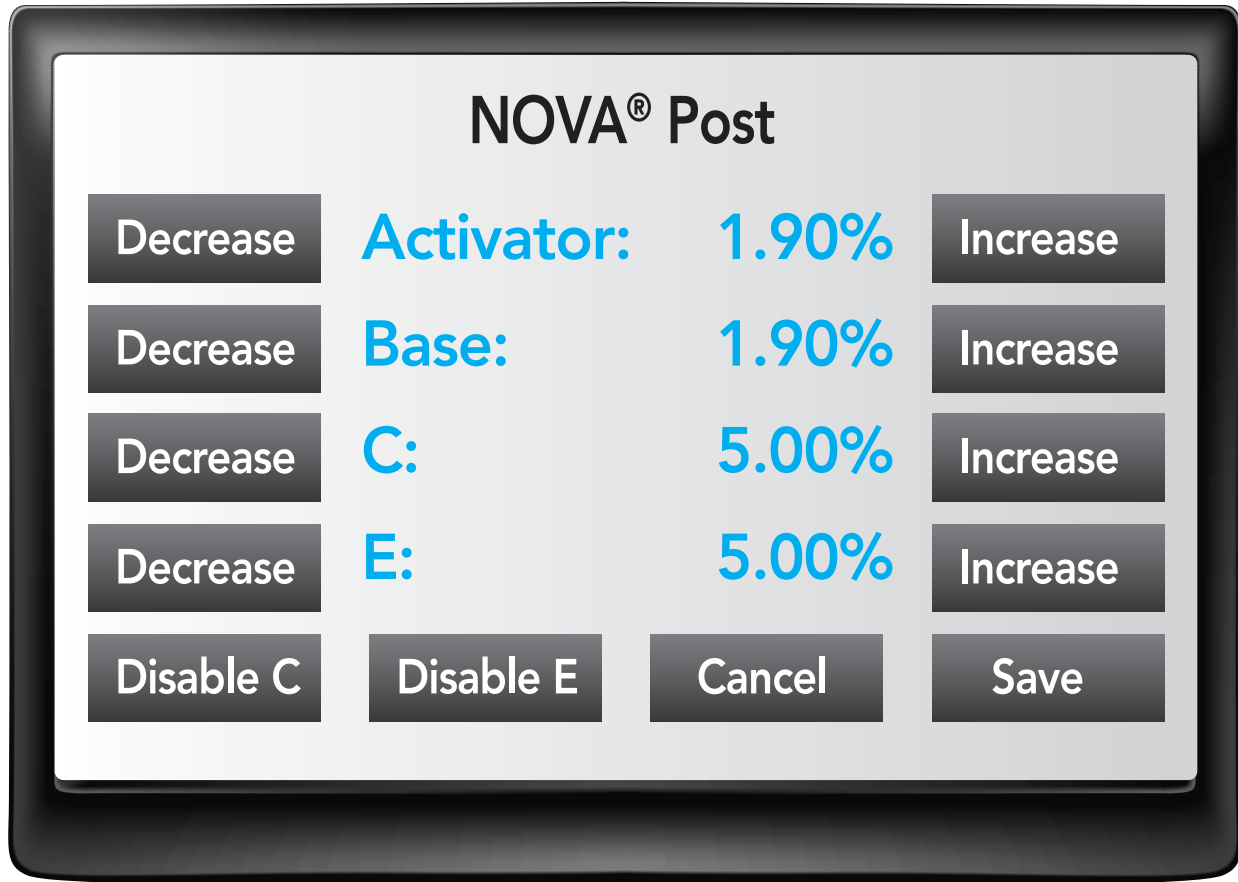 NOVA® Post
Decrease Activator: 1.90% Increase
Decrease Base: 1.90% Increase
Decrease C: 5.00% Increase
Decrease E: 5.00% Increase
Disable C Disable E Cancel Save